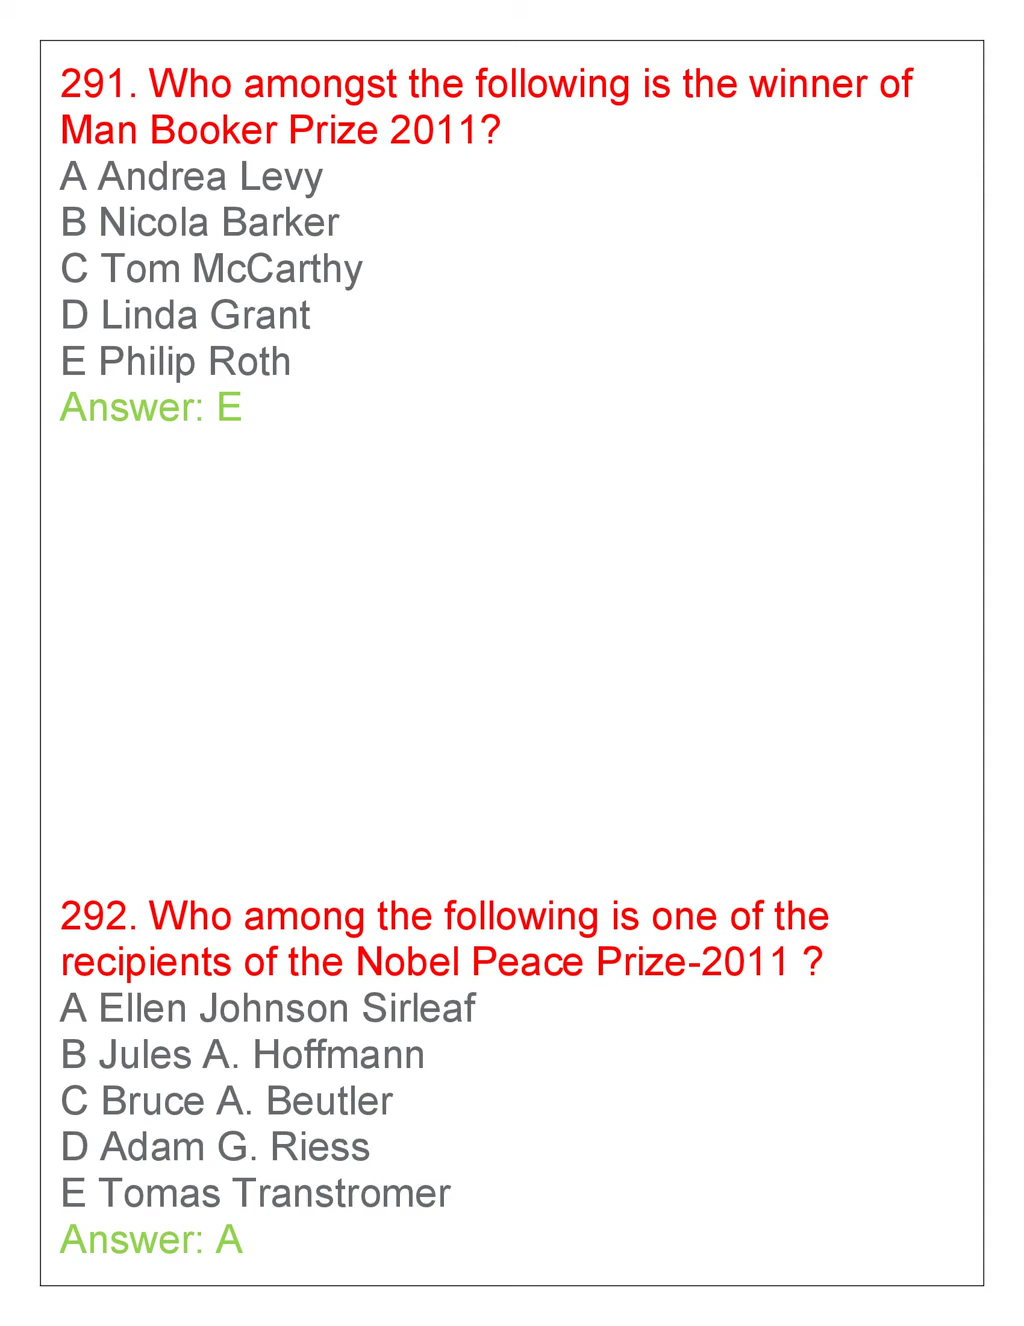 291. Who amongst the following is the winner of
Man Booker Prize 2011?
A Andrea Levy
B Nicola Barker
C Tom McCarthy
D Linda Grant
E Philip Roth
Answer: E
292. Who among the following is one of the
recipients of the Nobel Peace Prize-2011 ?
A Ellen Johnson Sirleaf
B Jules A. Hoffmann
C Bruce A. Beutler
D Adam G. Riess
E Tomas Transtromer
Answer: A